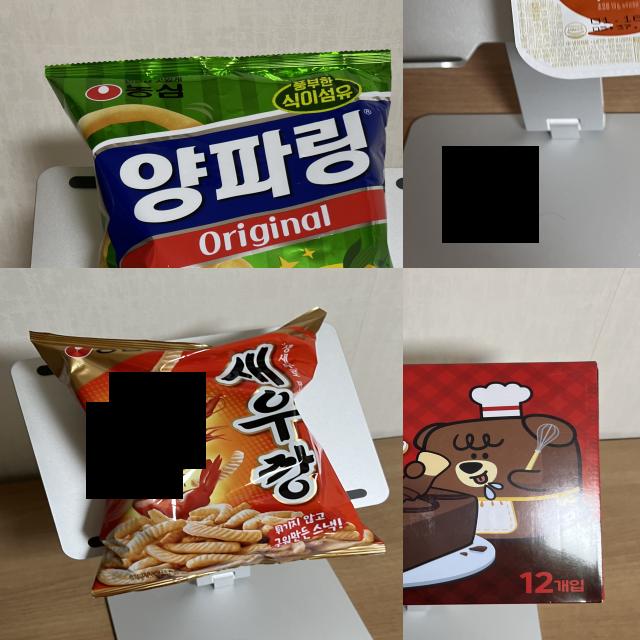 농심
풍부한
식이섬유
양파링®
Original
새우깡
튀기지 않고
구워만든 스낵!
12개입